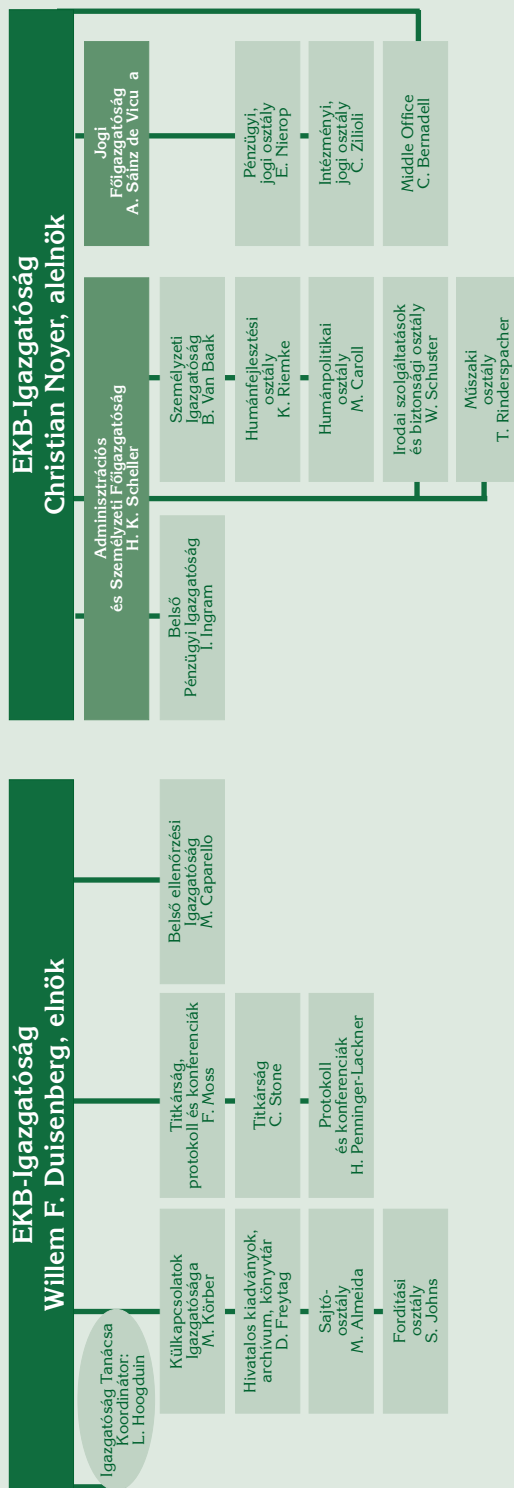 EKB-Igazgatóság
Willem F. Duisenberg, elnök
Igazgatóság Tanácsa
Koordinátor:
L. Hoogduin
Külkapcsolatok
Igazgatósága
M. Körber
Hivatalos kiadványok,
archívum, könyvtár
D. Freytag
Sajtó-
osztály
M. Almeida
Fordítási
osztály
S. Johns
Titkárság,
protokoll és konferenciák
F. Moss
Titkárság
C. Stone
Protokoll
és konferenciák
H. Penninger-Lackner
Belső ellenőrzési
Igazgatóság
M. Caparello
EKB-Igazgatóság
Christian Noyer, alelnök
Adminisztrációs
és Személyzeti Főigazgatóság
H. K. Scheller
Belső
Pénzügyi Igazgatóság
I. Ingram
Személyzeti
Igazgatóság
B. Van Baak
Humánfejlesztési
osztály
K. Riemke
Humánpolitikai
osztály
M. Caroll
Irodai szolgáltatások
és biztonsági osztály
W. Schuster
Műszaki
osztály
T. Rinderspacher
Jogi
Főigazgatóság
A. Sáinz de Vicu a
Pénzügyi,
jogi osztály
E. Nierop
Intézményi,
jogi osztály
C. Zilioli
Middle Office
C. Bernadell